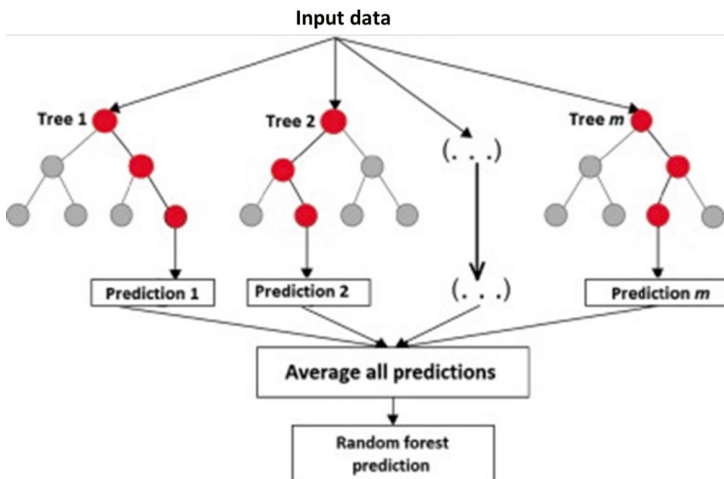 Input data
Tree 1
Tree 2
(. . .)
Tree m
Prediction 1
Prediction 2
(. . .)
Prediction m
Average all predictions
Random forest
prediction